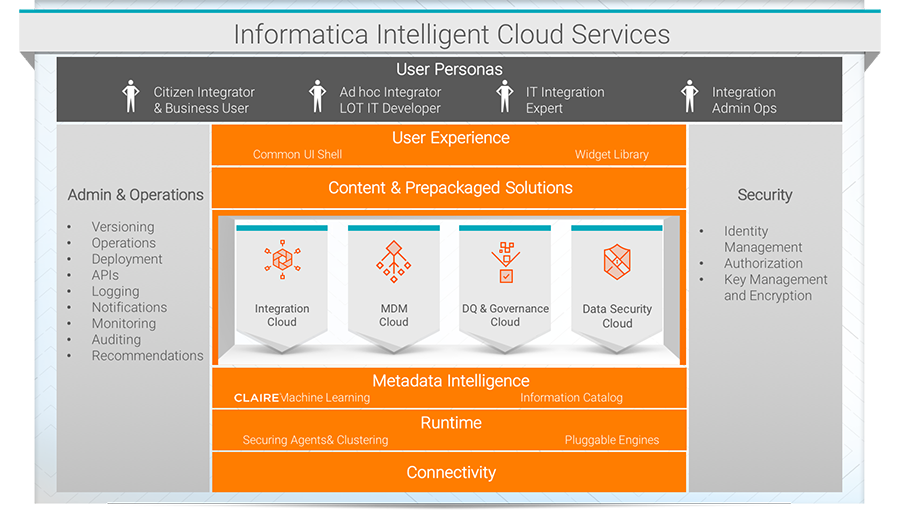 Informatica Intelligent Cloud Services
User Personas
Citizen Integrator
& Business User
Ad hoc Integrator
LOT IT Developer
IT Integration
Expert
Integration
Admin Ops
Admin & Operations
• Versioning
• Operations
• Deployment
• APIs
• Logging
• Notifications
• Monitoring
• Auditing
• Recommendations
User Experience
Common UI Shell
Widget Library
Content & Prepackaged Solutions
Integration
Cloud
MDM
Cloud
DQ & Governance
Cloud
Data Security
Cloud
Metadata Intelligence
CLAIRE Machine Learning
Information Catalog
Runtime
Securing Agents& Clustering
Pluggable Engines
Connectivity
Security
• Identity
Management
• Authorization
• Key Management
and Encryption